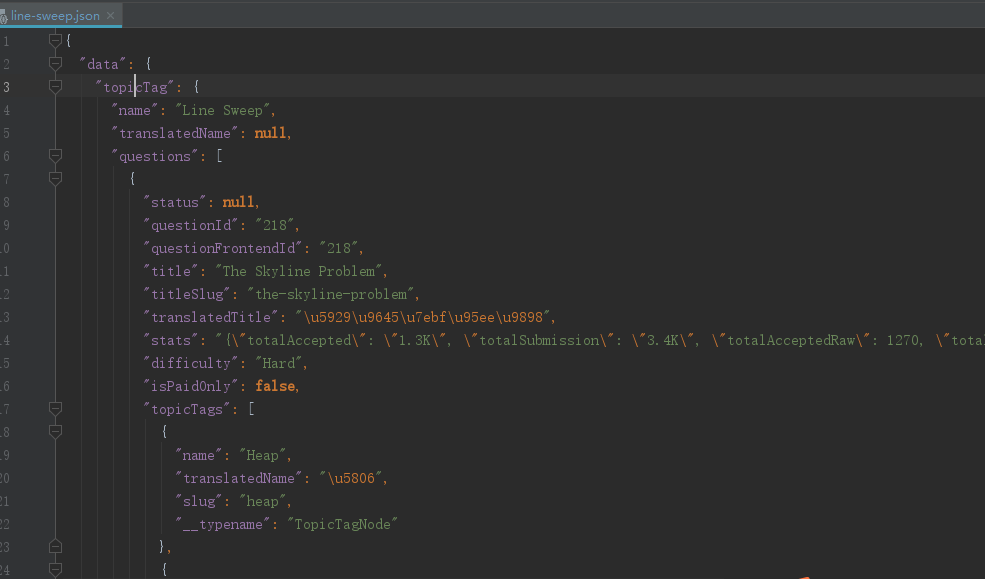 line-sweep.json ×
1 {
2 "data": {
3 "topicTag": {
4 "name": "Line Sweep",
5 "translatedName": null,
6 "questions": [
7 {
8 "status": null,
9 "questionId": "218",
10 "questionFrontendId": "218",
11 "title": "The Skyline Problem",
12 "titleSlug": "the-skyline-problem",
13 "translatedTitle": "\u5929\u9645\u7ebf\u95ee\u9898",
14 "stats": "{\"totalAccepted\": \"1.3K\", \"totalSubmission\": \"3.4K\", \"totalAcceptedRaw\": 1270, \"total
15 "difficulty": "Hard",
16 "isPaidOnly": false,
17 "topicTags": [
18 {
19 "name": "Heap",
20 "translatedName": "\u5806",
21 "slug": "heap",
22 "__typename": "TopicTagNode"
23 },
24 {